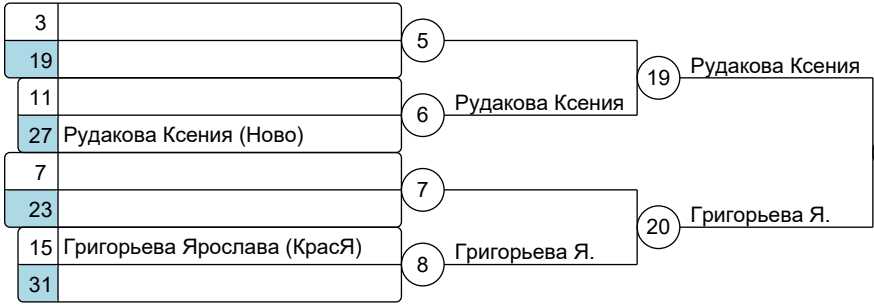 3
5
19
19 Рудакова Ксения
11
6 Рудакова Ксения
27 Рудакова Ксения (Ново)
7
7
23
20 Григорьева Я.
15 Григорьева Ярослава (КрасЯ)
8 Григорьева Я.
31